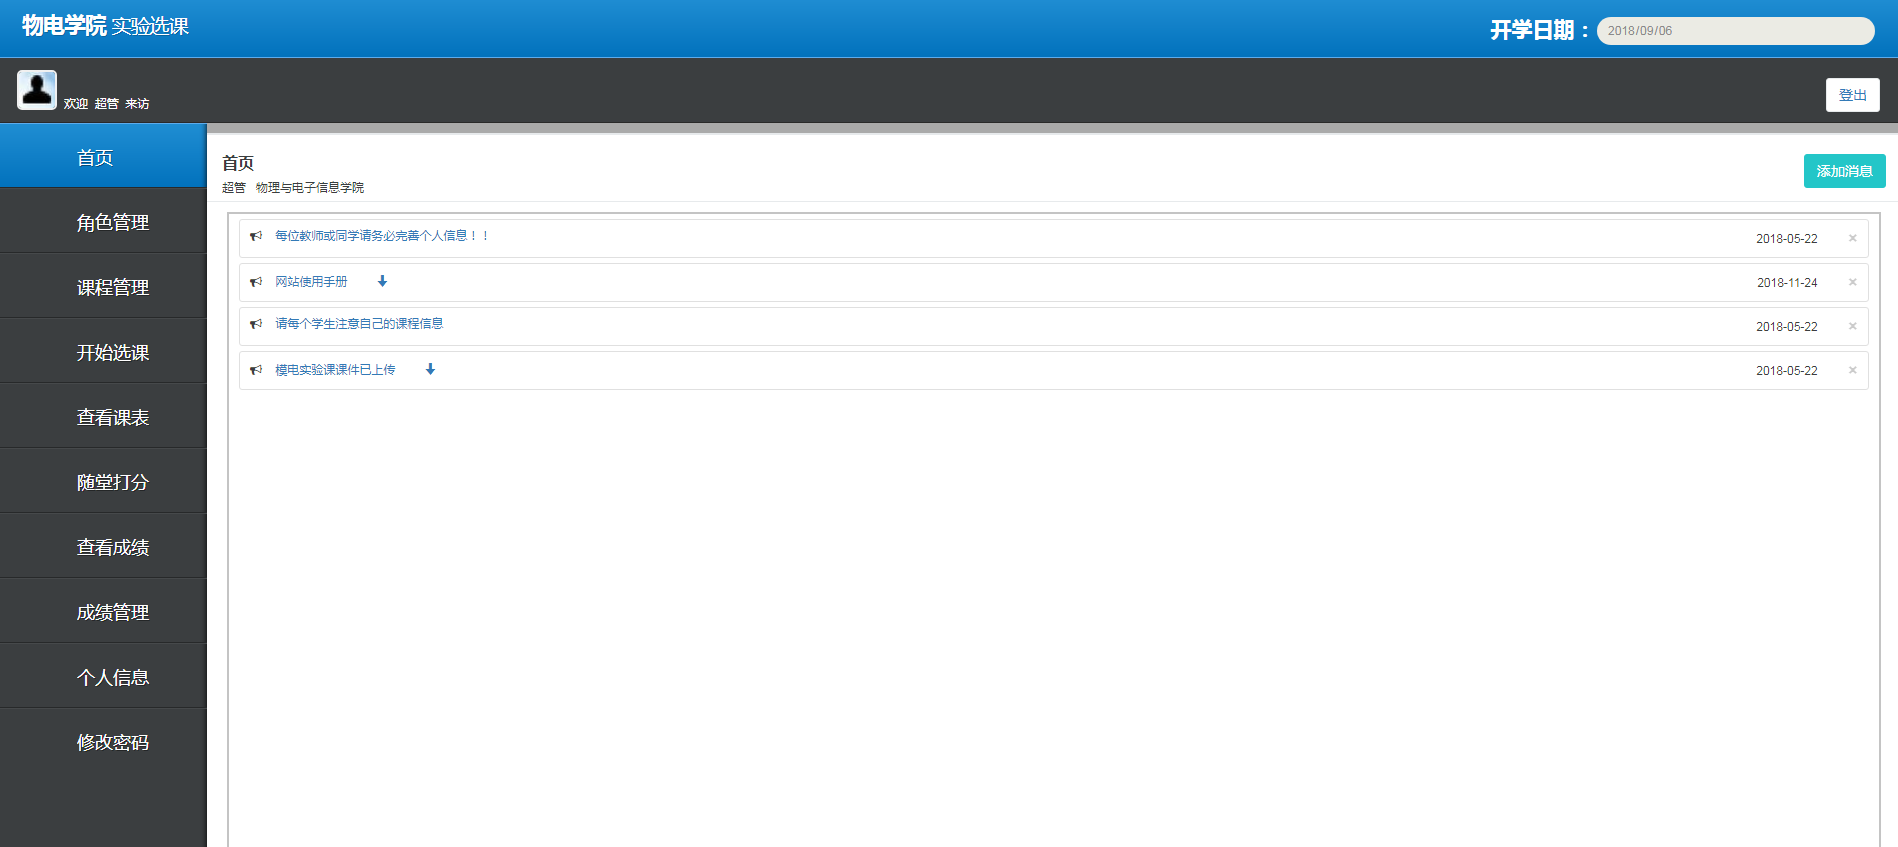 物电学院 实验选课
开学日期：
2018/09/06
欢迎 超管 来访
登出
首页
角色管理
课程管理
开始选课
查看课表
随堂打分
查看成绩
成绩管理
个人信息
修改密码
首页
超管 物理与电子信息学院
添加消息
每位教师或同学请务必完善个人信息！！ 2018-05-22 ×
网站使用手册 2018-11-24 ×
请每个学生注意自己的课程信息 2018-05-22 ×
模电实验课课件已上传 2018-05-22 ×